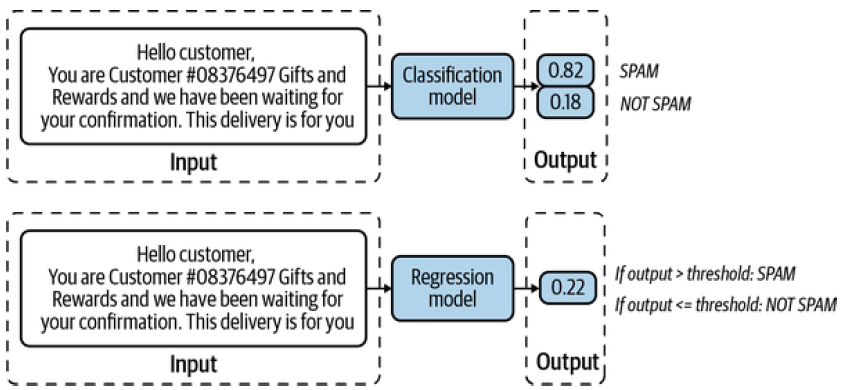 Hello customer,
You are Customer #08376497 Gifts and
Rewards and we have been waiting for
your confirmation. This delivery is for you
Input
Classification
model
0.82
SPAM
0.18
NOT SPAM
Output
Hello customer,
You are Customer #08376497 Gifts and
Rewards and we have been waiting for
your confirmation. This delivery is for you
Input
Regression
model
0.22
If output > threshold: SPAM
If output <= threshold: NOT SPAM
Output